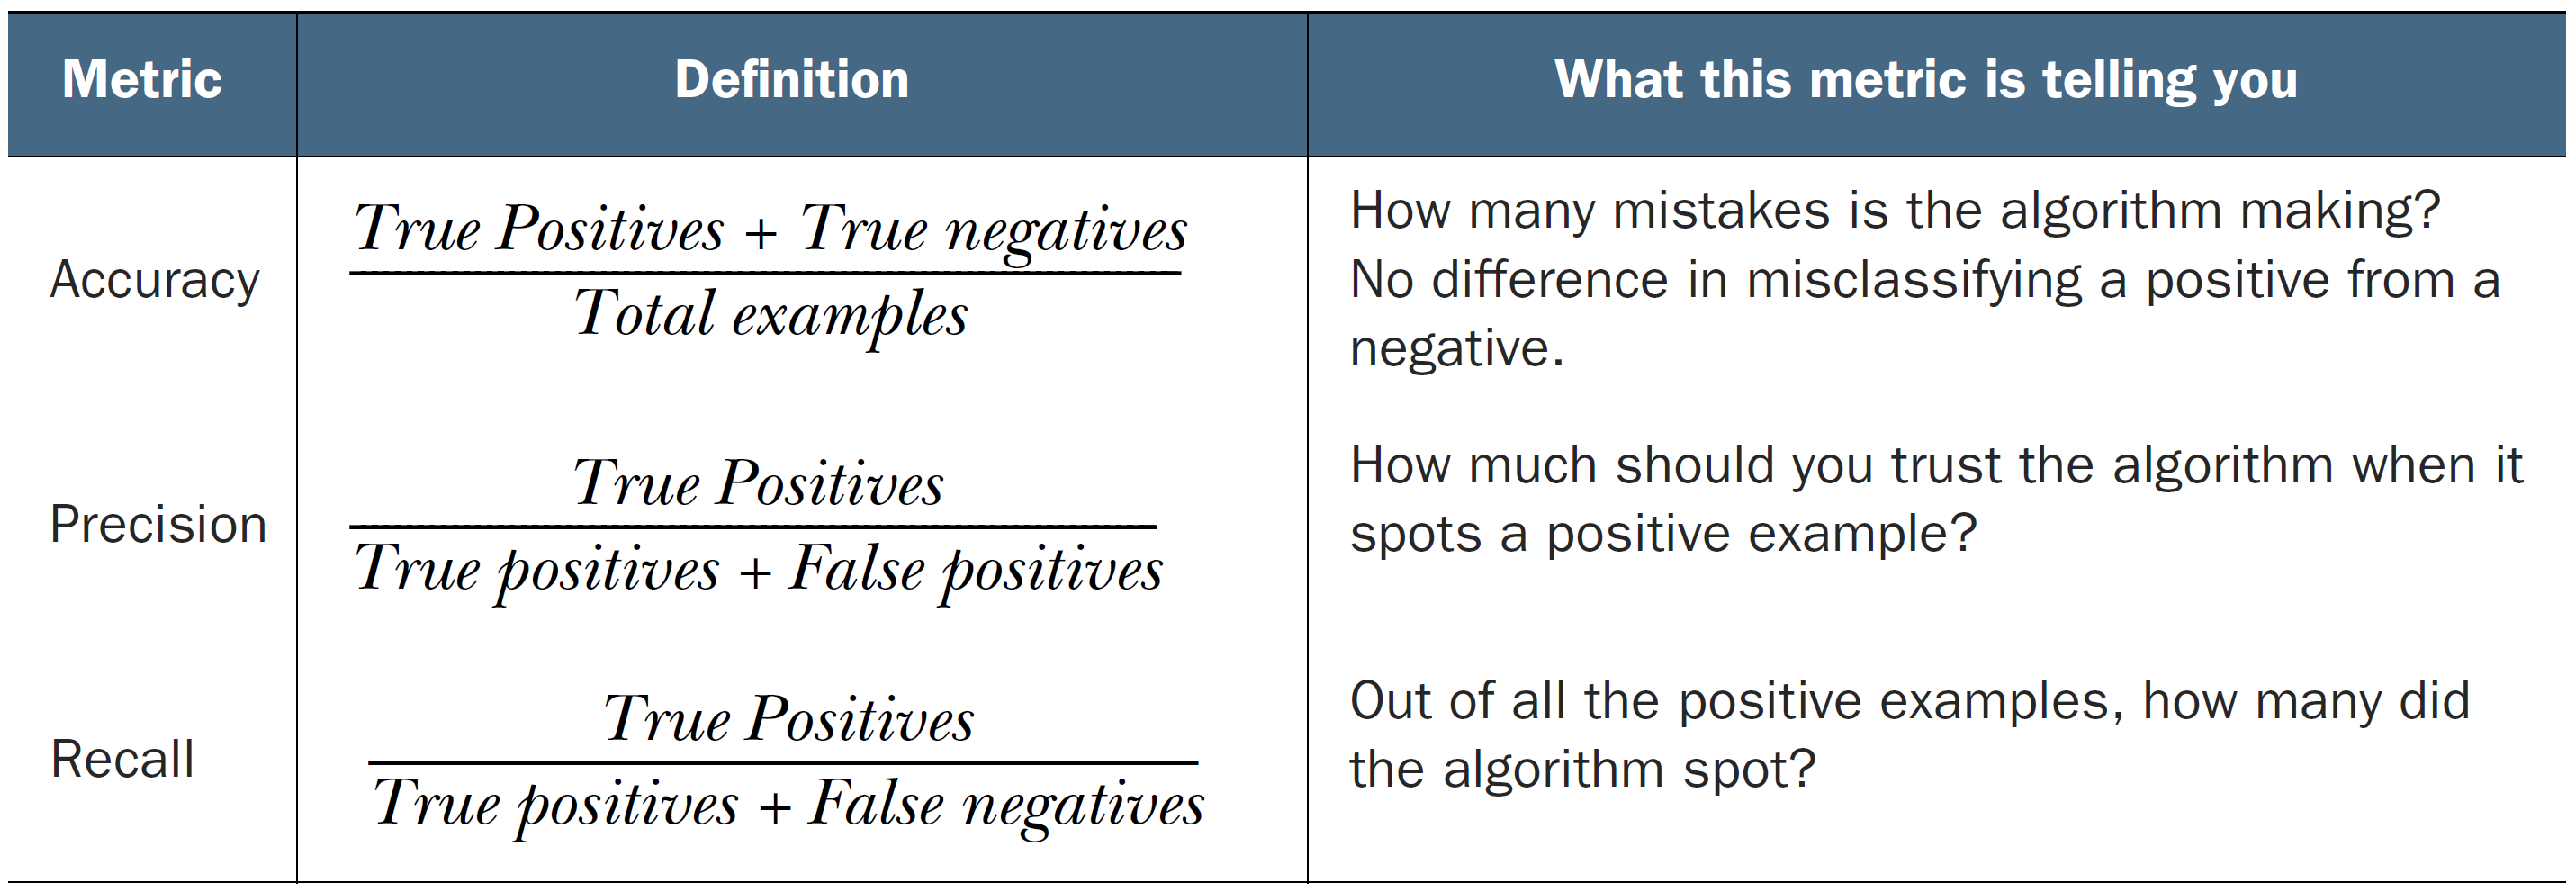 Metric Definition What this metric is telling you
Accuracy
True Positives + True negatives
Total examples
How many mistakes is the algorithm making?
No difference in misclassifying a positive from a
negative.
Precision
True Positives
True positives + False positives
How much should you trust the algorithm when it
spots a positive example?
Recall
True Positives
True positives + False negatives
Out of all the positive examples, how many did
the algorithm spot?